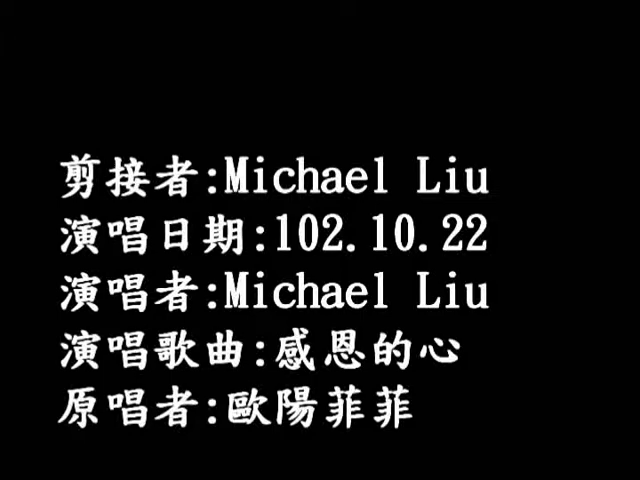 剪接者:Michael Liu
演唱日期:102.10.22
演唱者:Michael Liu
演唱歌曲:感恩的心
原唱者:歐陽菲菲